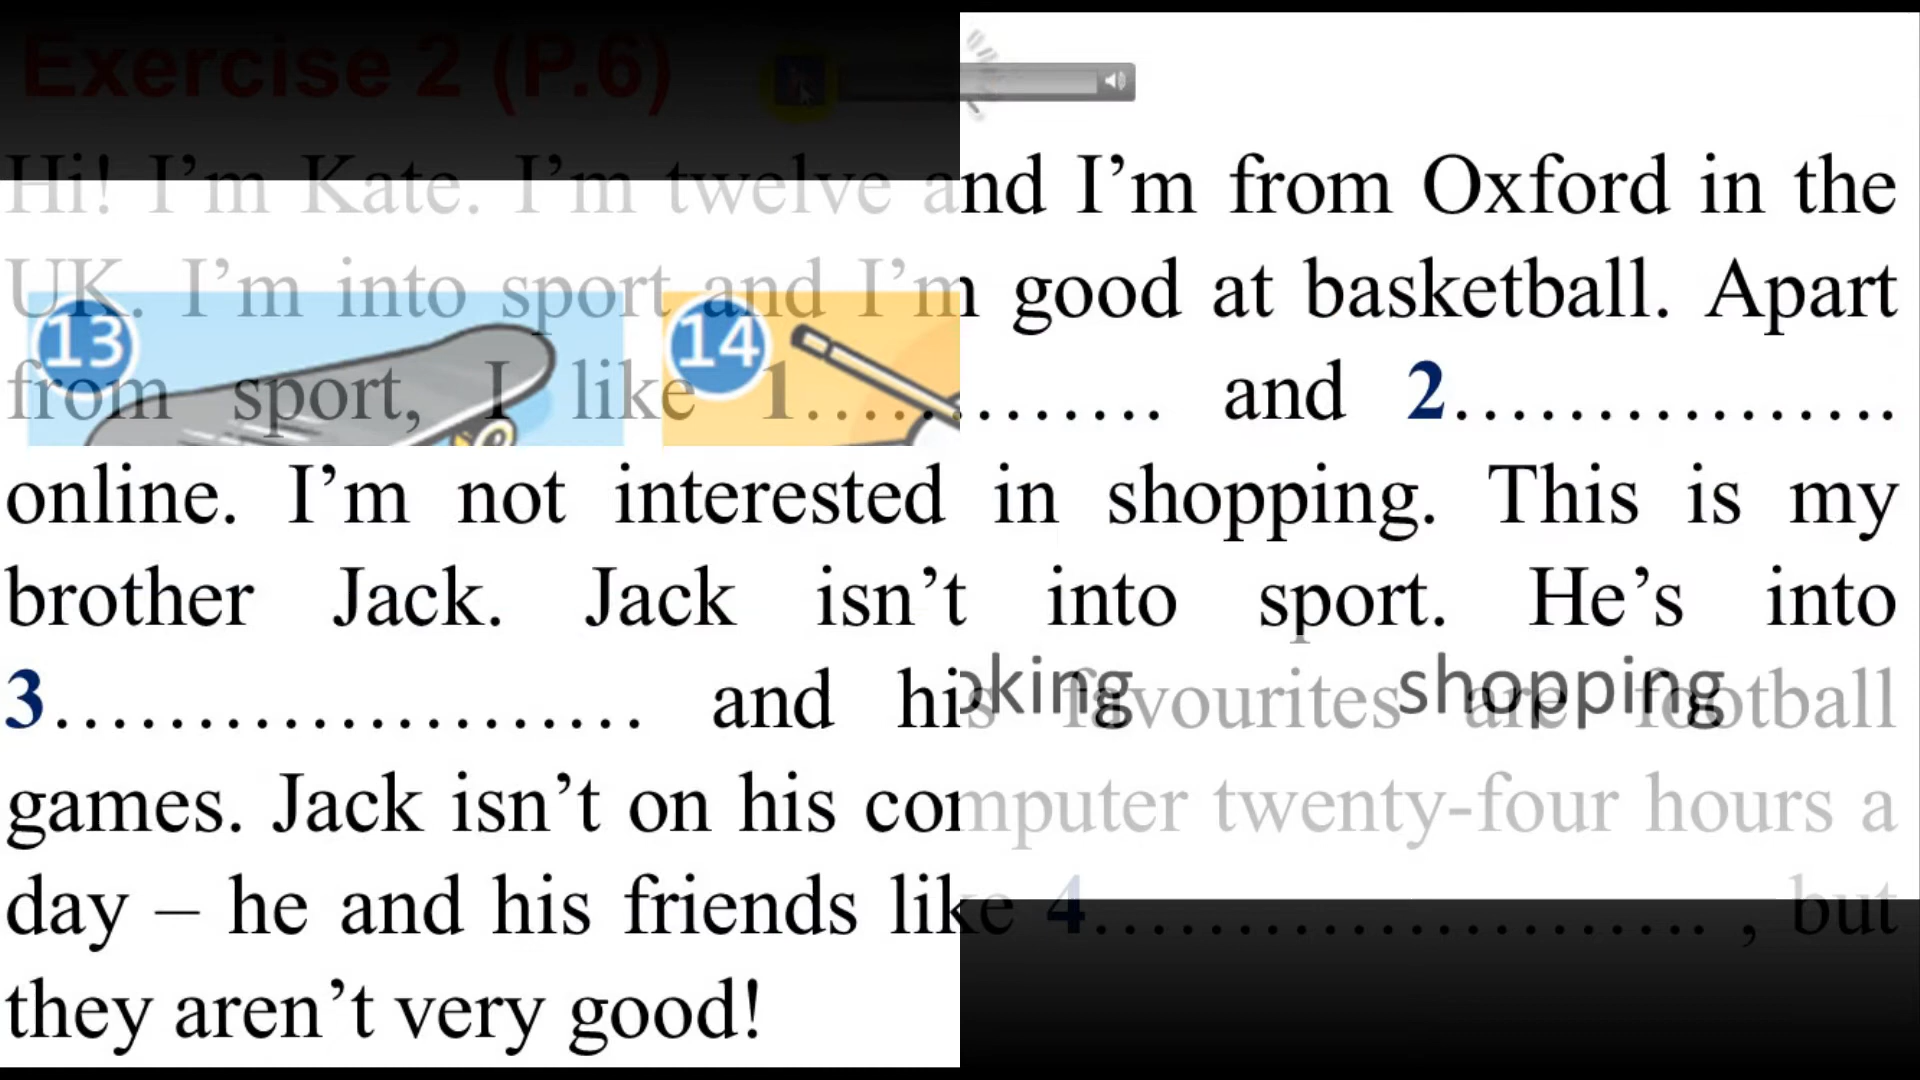 Exercise 2 (P.6)
Hi! I’m Kate. I’m twelve and I’m from Oxford in the
UK. I’m into sport and I’m good at basketball. Apart
13 14
from sport, I like 1…………… and 2……………
online. I’m not interested in shopping. This is my
brother Jack. Jack isn’t into sport. He’s into
3………………… and his favourites are football
oking shopping
games. Jack isn’t on his computer twenty-four hours a
day – he and his friends like 4………………… , but
they aren’t very good!